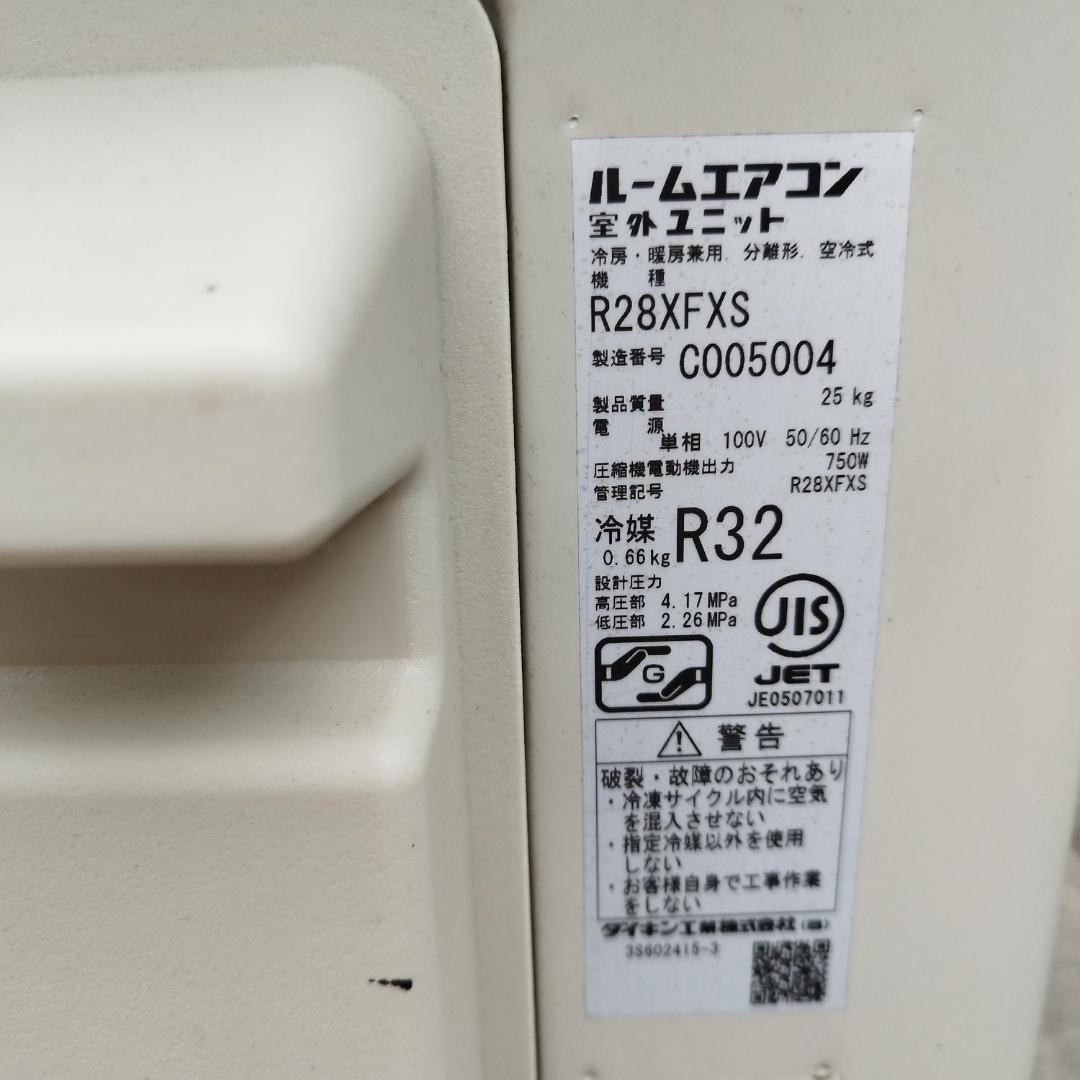 ルームエアコン
室外ユニット
冷房・暖房兼用. 分離形. 空冷式
機　種
R28XFXS
製造番号 C005004
製品質量 25 kg
電　源
単相 100V 50/60 Hz
圧縮機電動機出力 750W
管理記号 R28XFXS
冷媒 R32
0.66kg
設計圧力
高圧部 4.17MPa
低圧部 2.26MPa
JIS
G
JET
JE0507011
警告
破裂・故障のおそれあり
・冷凍サイクル内に空気
を混入させない
・指定冷媒以外を使用
しない
・お客様自身で工事作業
をしない
ダイキン工業株式会社(器)
3S602415-3